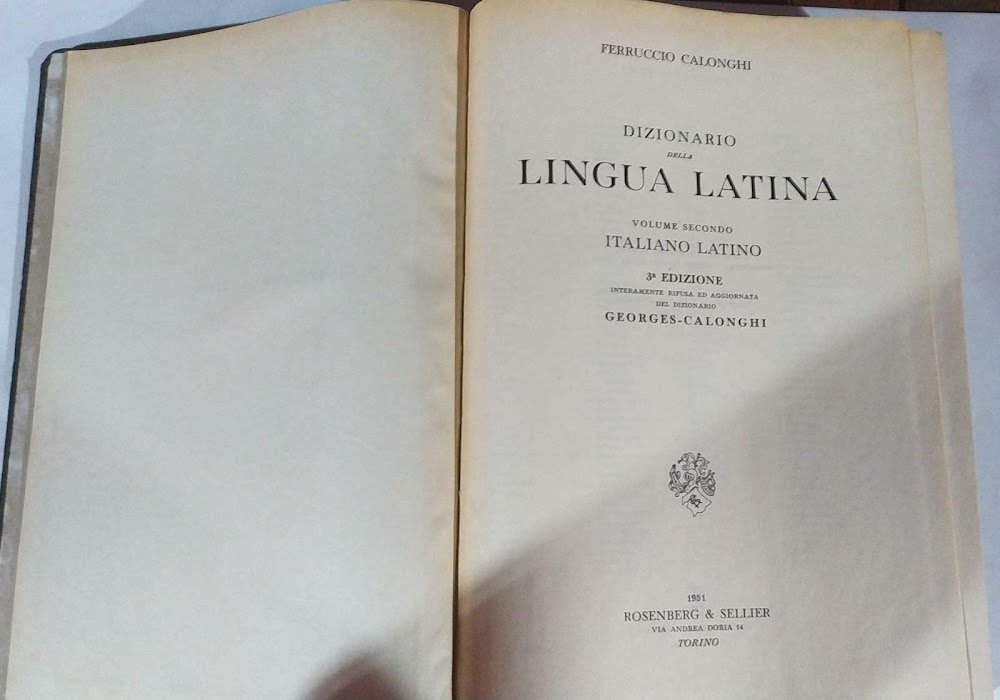 FERRUCCIO CALONGHI
DIZIONARIO
DELLA
LINGUA LATINA
VOLUME SECONDO
ITALIANO LATINO
3ª EDIZIONE
INTERAMENTE RIFUSA ED AGGIORNATA
DEL DIZIONARIO
GEORGES-CALONGHI
1951
ROSENBERG & SELLIER
VIA ANDREA DORIA 14
TORINO